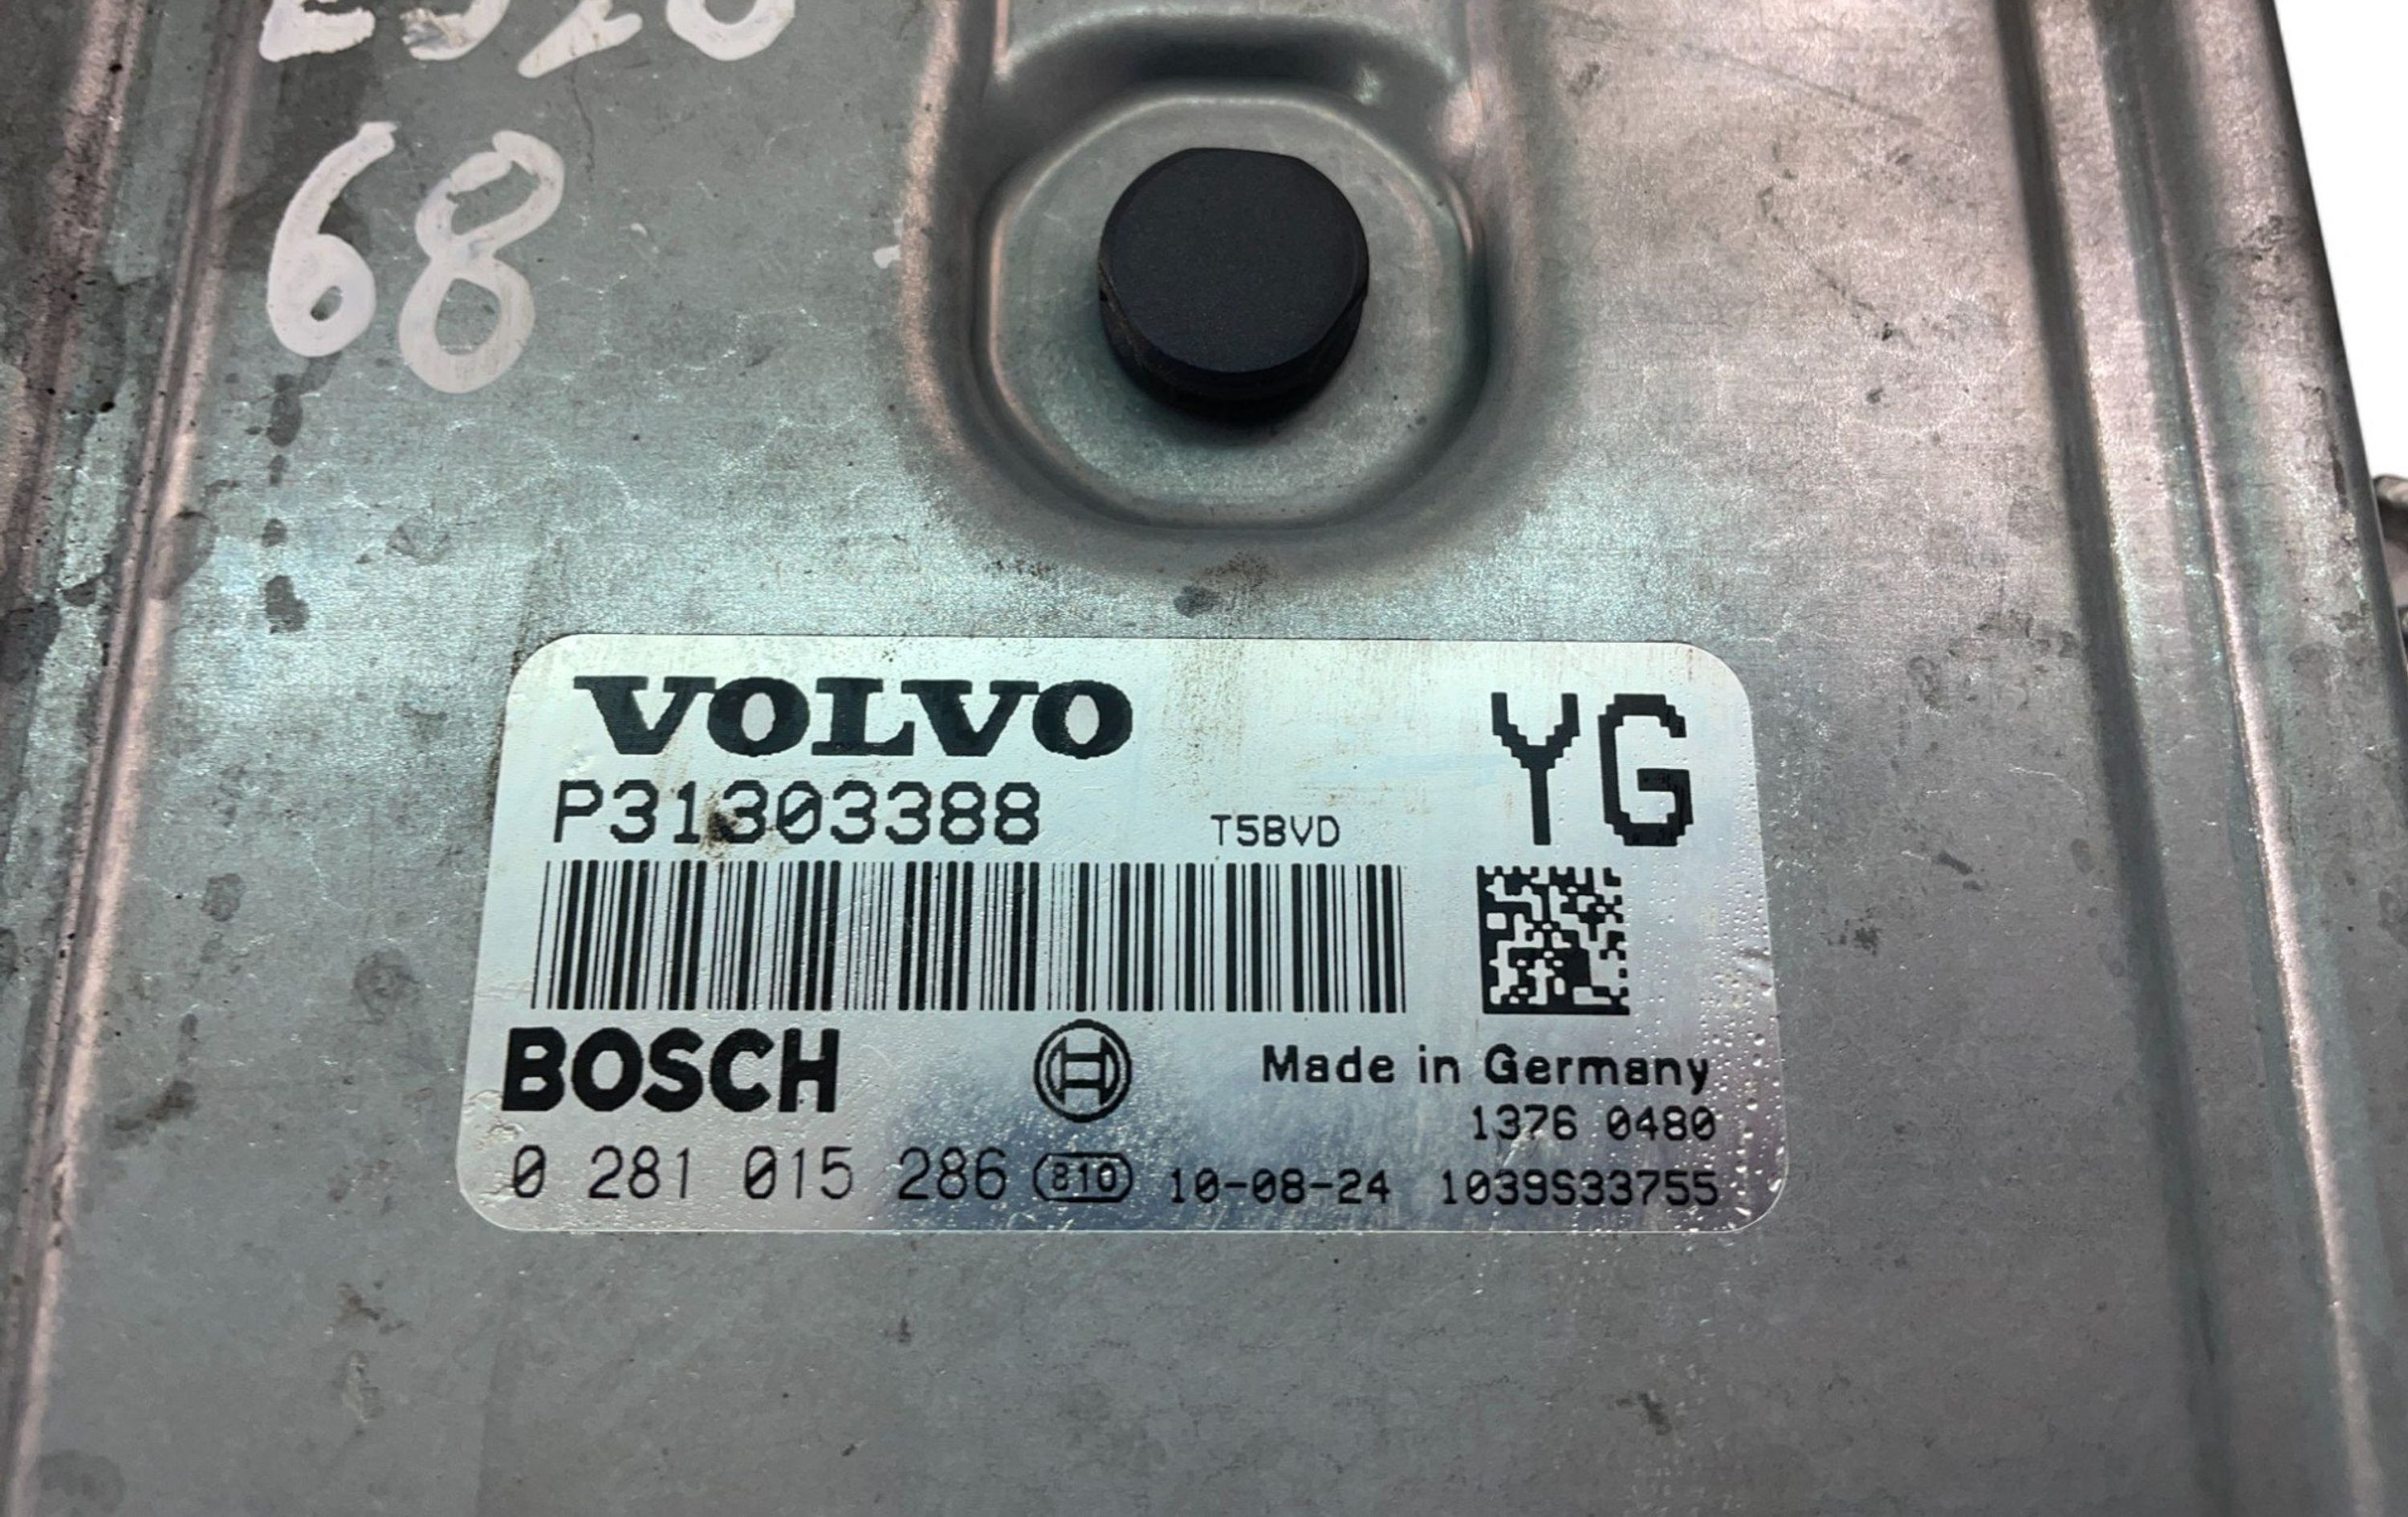 68
VOLVO
YG
P31303388 T5BVD
BOSCH
Made in Germany
1376 0480
0 281 015 286 810 10-08-24 1039S33755